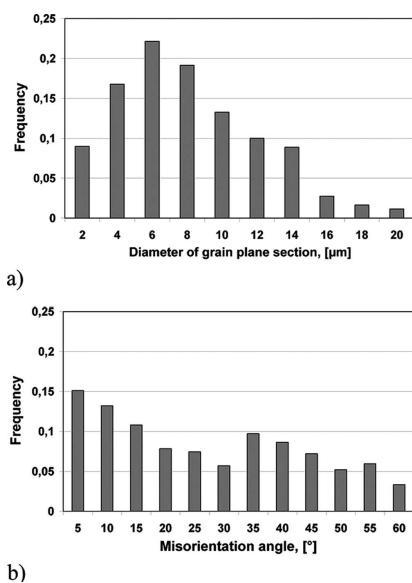 0,25
0,2
0,15
0,1
0,05
0
Frequency
2 4 6 8 10 12 14 16 18 20
Diameter of grain plane section, [µm]
a)
0,25
0,2
0,15
0,1
0,05
0
Frequency
5 10 15 20 25 30 35 40 45 50 55 60
Misorientation angle, [°]
b)